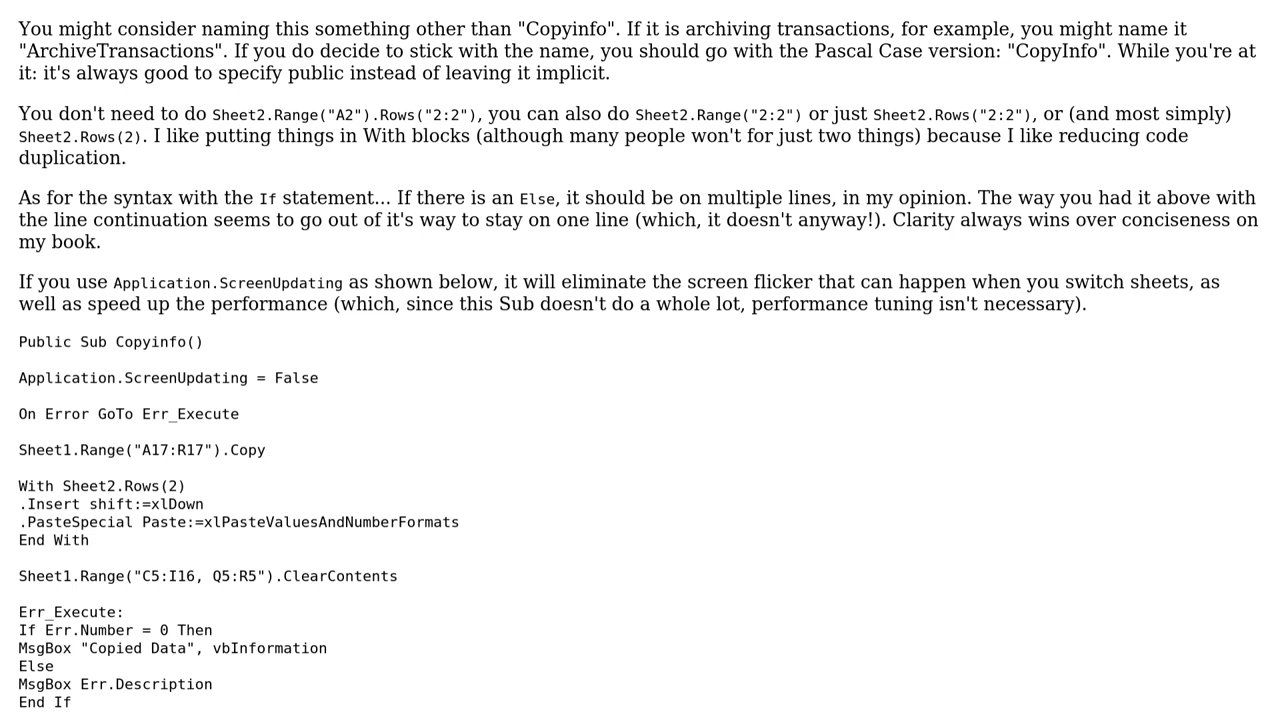 You might consider naming this something other than "Copyinfo". If it is archiving transactions, for example, you might name it
"ArchiveTransactions". If you do decide to stick with the name, you should go with the Pascal Case version: "CopyInfo". While you're at
it: it's always good to specify public instead of leaving it implicit.
You don't need to do Sheet2.Range("A2").Rows("2:2"), you can also do Sheet2.Range("2:2") or just Sheet2.Rows("2:2"), or (and most simply)
Sheet2.Rows(2). I like putting things in With blocks (although many people won't for just two things) because I like reducing code
duplication.
As for the syntax with the If statement... If there is an Else, it should be on multiple lines, in my opinion. The way you had it above with
the line continuation seems to go out of it's way to stay on one line (which, it doesn't anyway!). Clarity always wins over conciseness on
my book.
If you use Application.ScreenUpdating as shown below, it will eliminate the screen flicker that can happen when you switch sheets, as
well as speed up the performance (which, since this Sub doesn't do a whole lot, performance tuning isn't necessary).
Public Sub Copyinfo()
Application.ScreenUpdating = False
On Error GoTo Err_Execute
Sheet1.Range("A17:R17").Copy
With Sheet2.Rows(2)
.Insert shift:=xlDown
.PasteSpecial Paste:=xlPasteValuesAndNumberFormats
End With
Sheet1.Range("C5:I16, Q5:R5").ClearContents
Err_Execute:
If Err.Number = 0 Then
MsgBox "Copied Data", vbInformation
Else
MsgBox Err.Description
End If